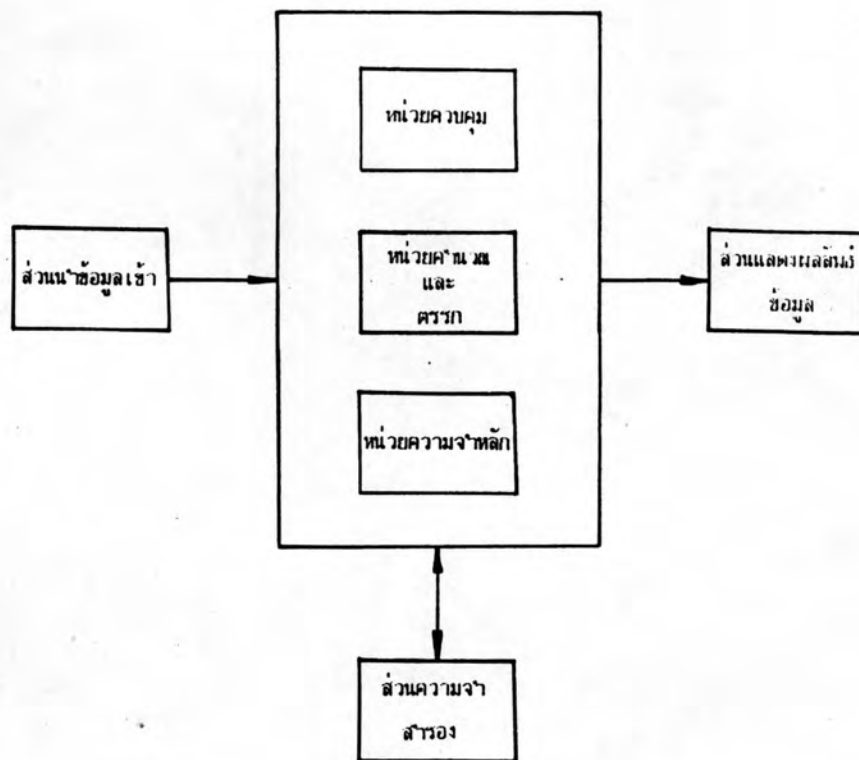 หน่วยควบคุม
ส่วนนำข้อมูลเข้า
หน่วยคำนวณ
และ
ตรรก
ส่วนแสดงผลลัพธ์
ข้อมูล
หน่วยความจำหลัก
ส่วนความจำ
สำรอง